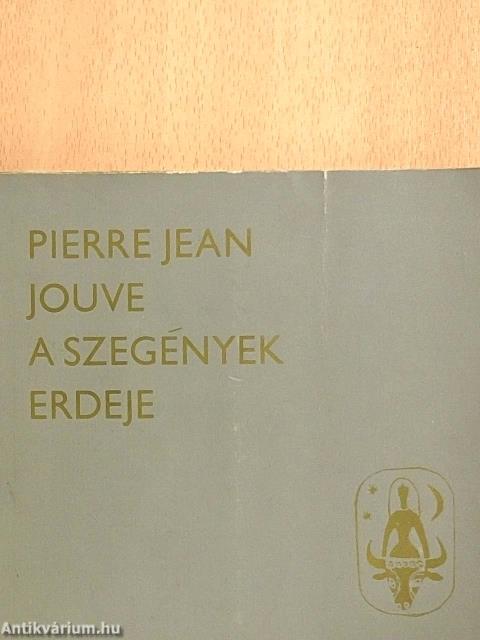 PIERRE JEAN
JOUVE
A SZEGÉNYEK
ERDEJE
Antikvárium.hu